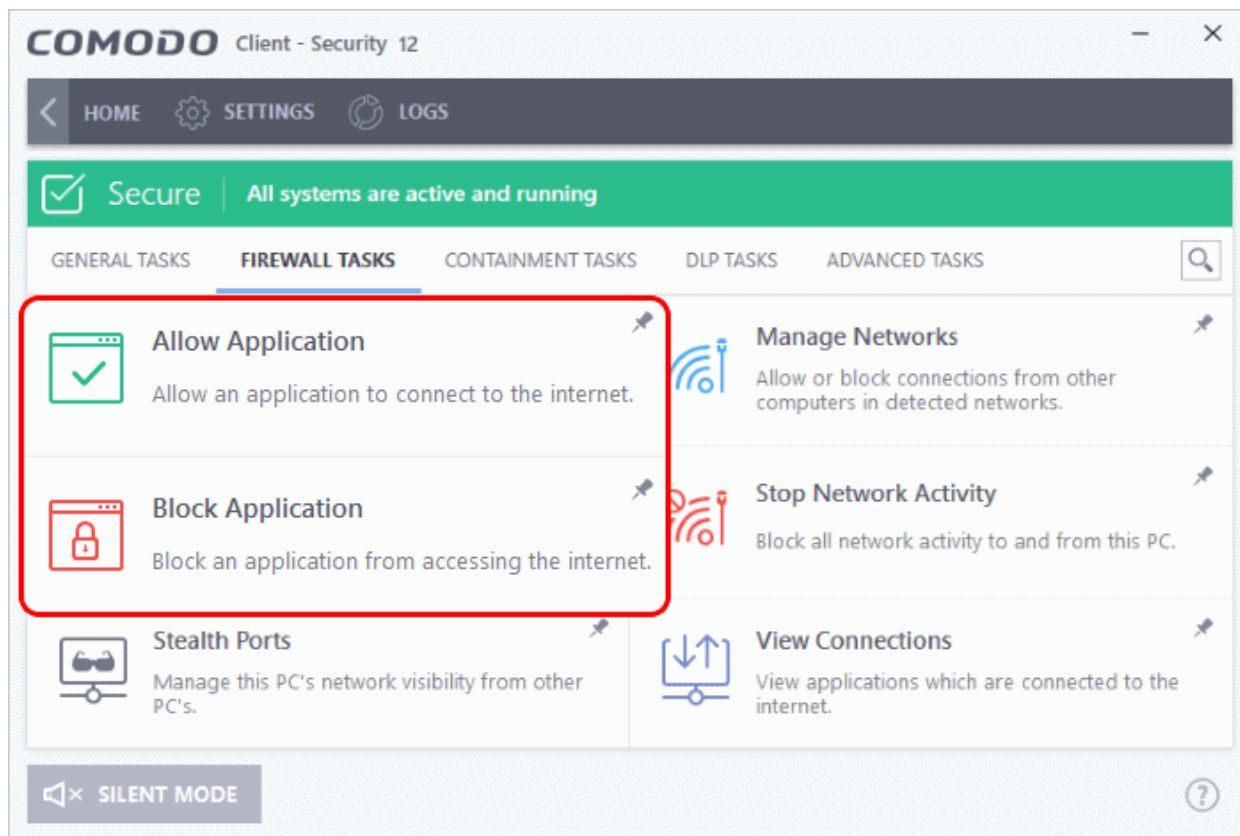 COMODO Client - Security 12
HOME SETTINGS LOGS
Secure All systems are active and running
GENERAL TASKS FIREWALL TASKS CONTAINMENT TASKS DLP TASKS ADVANCED TASKS
Allow Application
Allow an application to connect to the internet.
Manage Networks
Allow or block connections from other
computers in detected networks.
Block Application
Block an application from accessing the internet.
Stop Network Activity
Block all network activity to and from this PC.
Stealth Ports
Manage this PC's network visibility from other
PC's.
View Connections
View applications which are connected to the
internet.
SILENT MODE
?